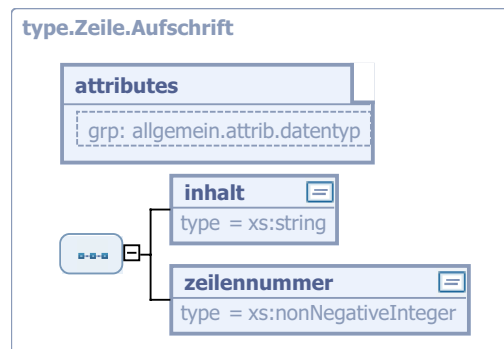 type.Zeile.Aufschrift
attributes
grp: allgemein.attrib.datentyp
inhalt
type = xs:string
zeilennummer
type = xs:nonNegativeInteger